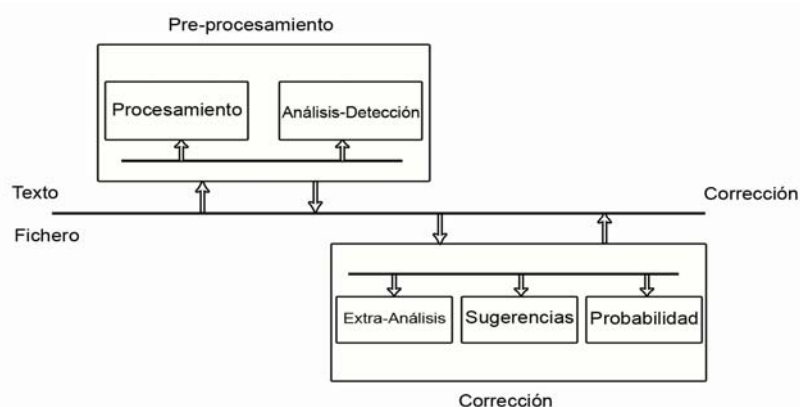 Pre-procesamiento
Procesamiento
Análisis-Detección
Texto
Corrección
Fichero
Extra-Análisis
Sugerencias
Probabilidad
Corrección